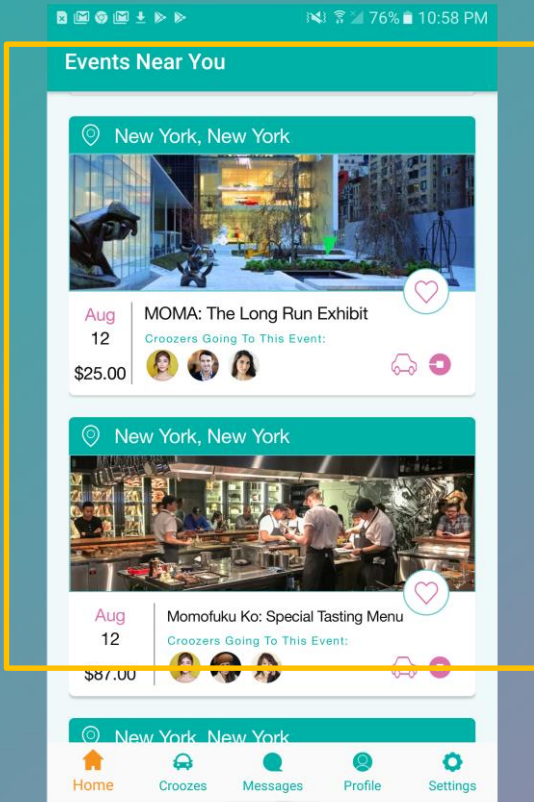 76% 10:58 PM
Events Near You
New York, New York
Aug
12
$25.00
MOMA: The Long Run Exhibit
Croozers Going To This Event:
New York, New York
Aug
12
$87.00
Momofuku Ko: Special Tasting Menu
Croozers Going To This Event:
New York, New York
Home
Croozes
Messages
Profile
Settings